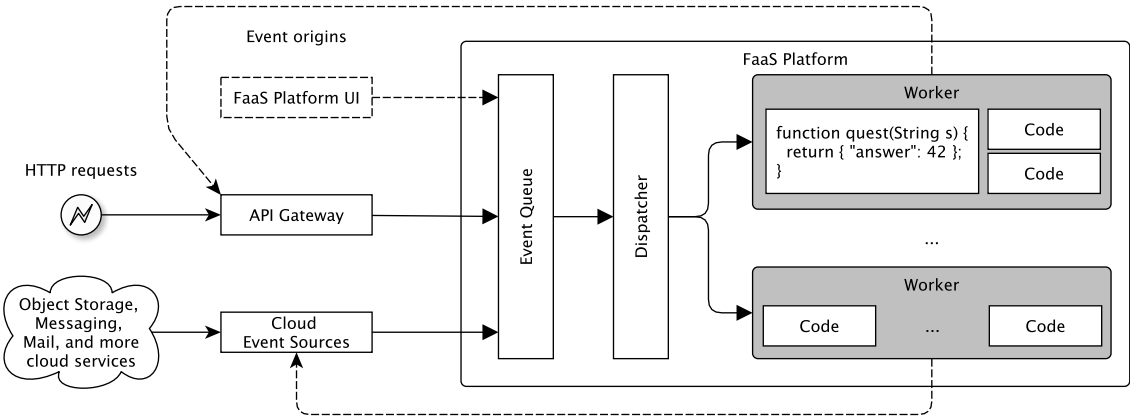 Event origins
FaaS Platform
FaaS Platform UI
HTTP requests
API Gateway
Object Storage,
Messaging,
Mail, and more
cloud services
Cloud
Event Sources
Event Queue
Dispatcher
Worker
function quest(String s) {
return { "answer": 42 };
}
Code
Code
...
Worker
Code
...
Code